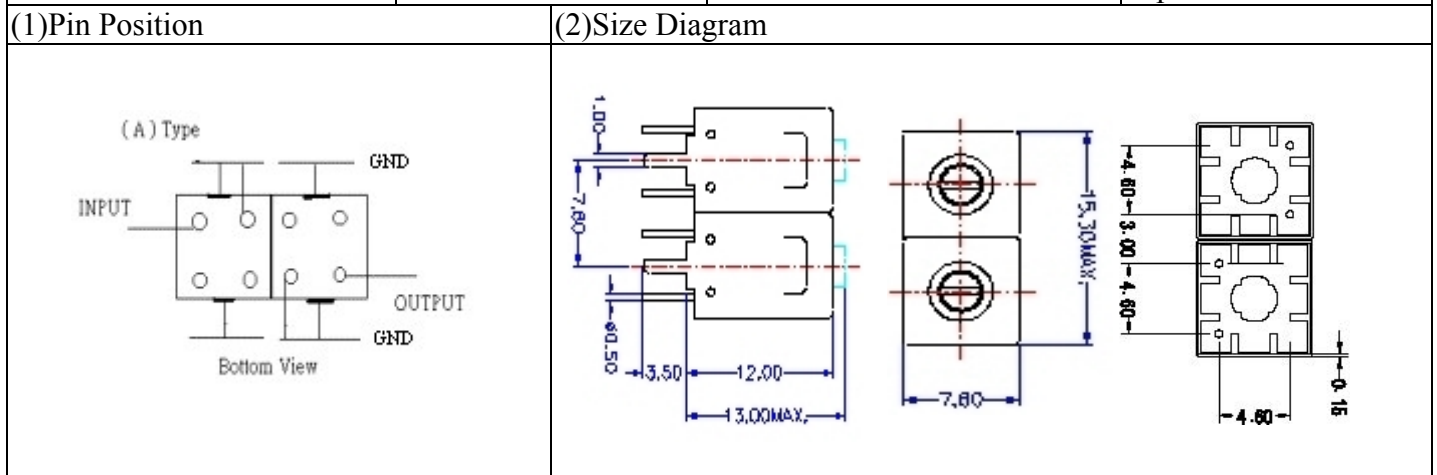 (1)Pin Position
(2)Size Diagram
(A) Type
GND
INPUT
OUTPUT
GND
Bottom View
1.00
7,60
ø0.50
3,50
12,00
13,00MAX,
15,30MAX,
7,60
4.60
3.00
4.60
0.15
4.60